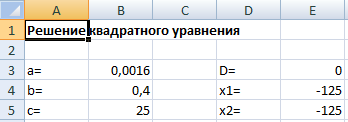 A B C D E
1 Решение квадратного уравнения
2
3 a= 0,0016 D= 0
4 b= 0,4 x1= -125
5 c= 25 x2= -125